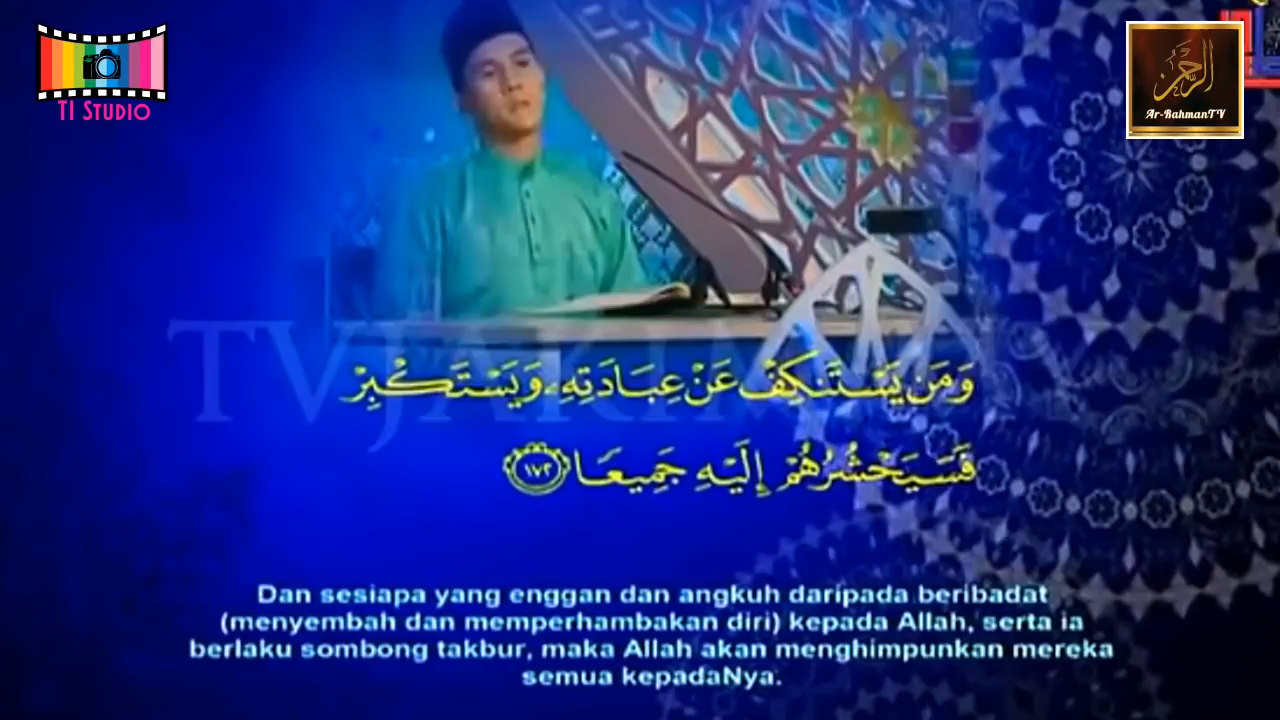 TI STUDIO
الرحمن
Ar-RahmanTV
وَمَن يَسْتَنكِفْ عَنْ عِبَادَتِهِۦ وَيَسْتَكْبِرْ
فَسَيَحْشُرُهُمْ إِلَيْهِ جَمِيعًا ١٧٢
Dan sesiapa yang enggan dan angkuh daripada beribadat
(menyembah dan memperhambakan diri) kepada Allah, serta ia
berlaku sombong takbur, maka Allah akan menghimpunkan mereka
semua kepadaNya.